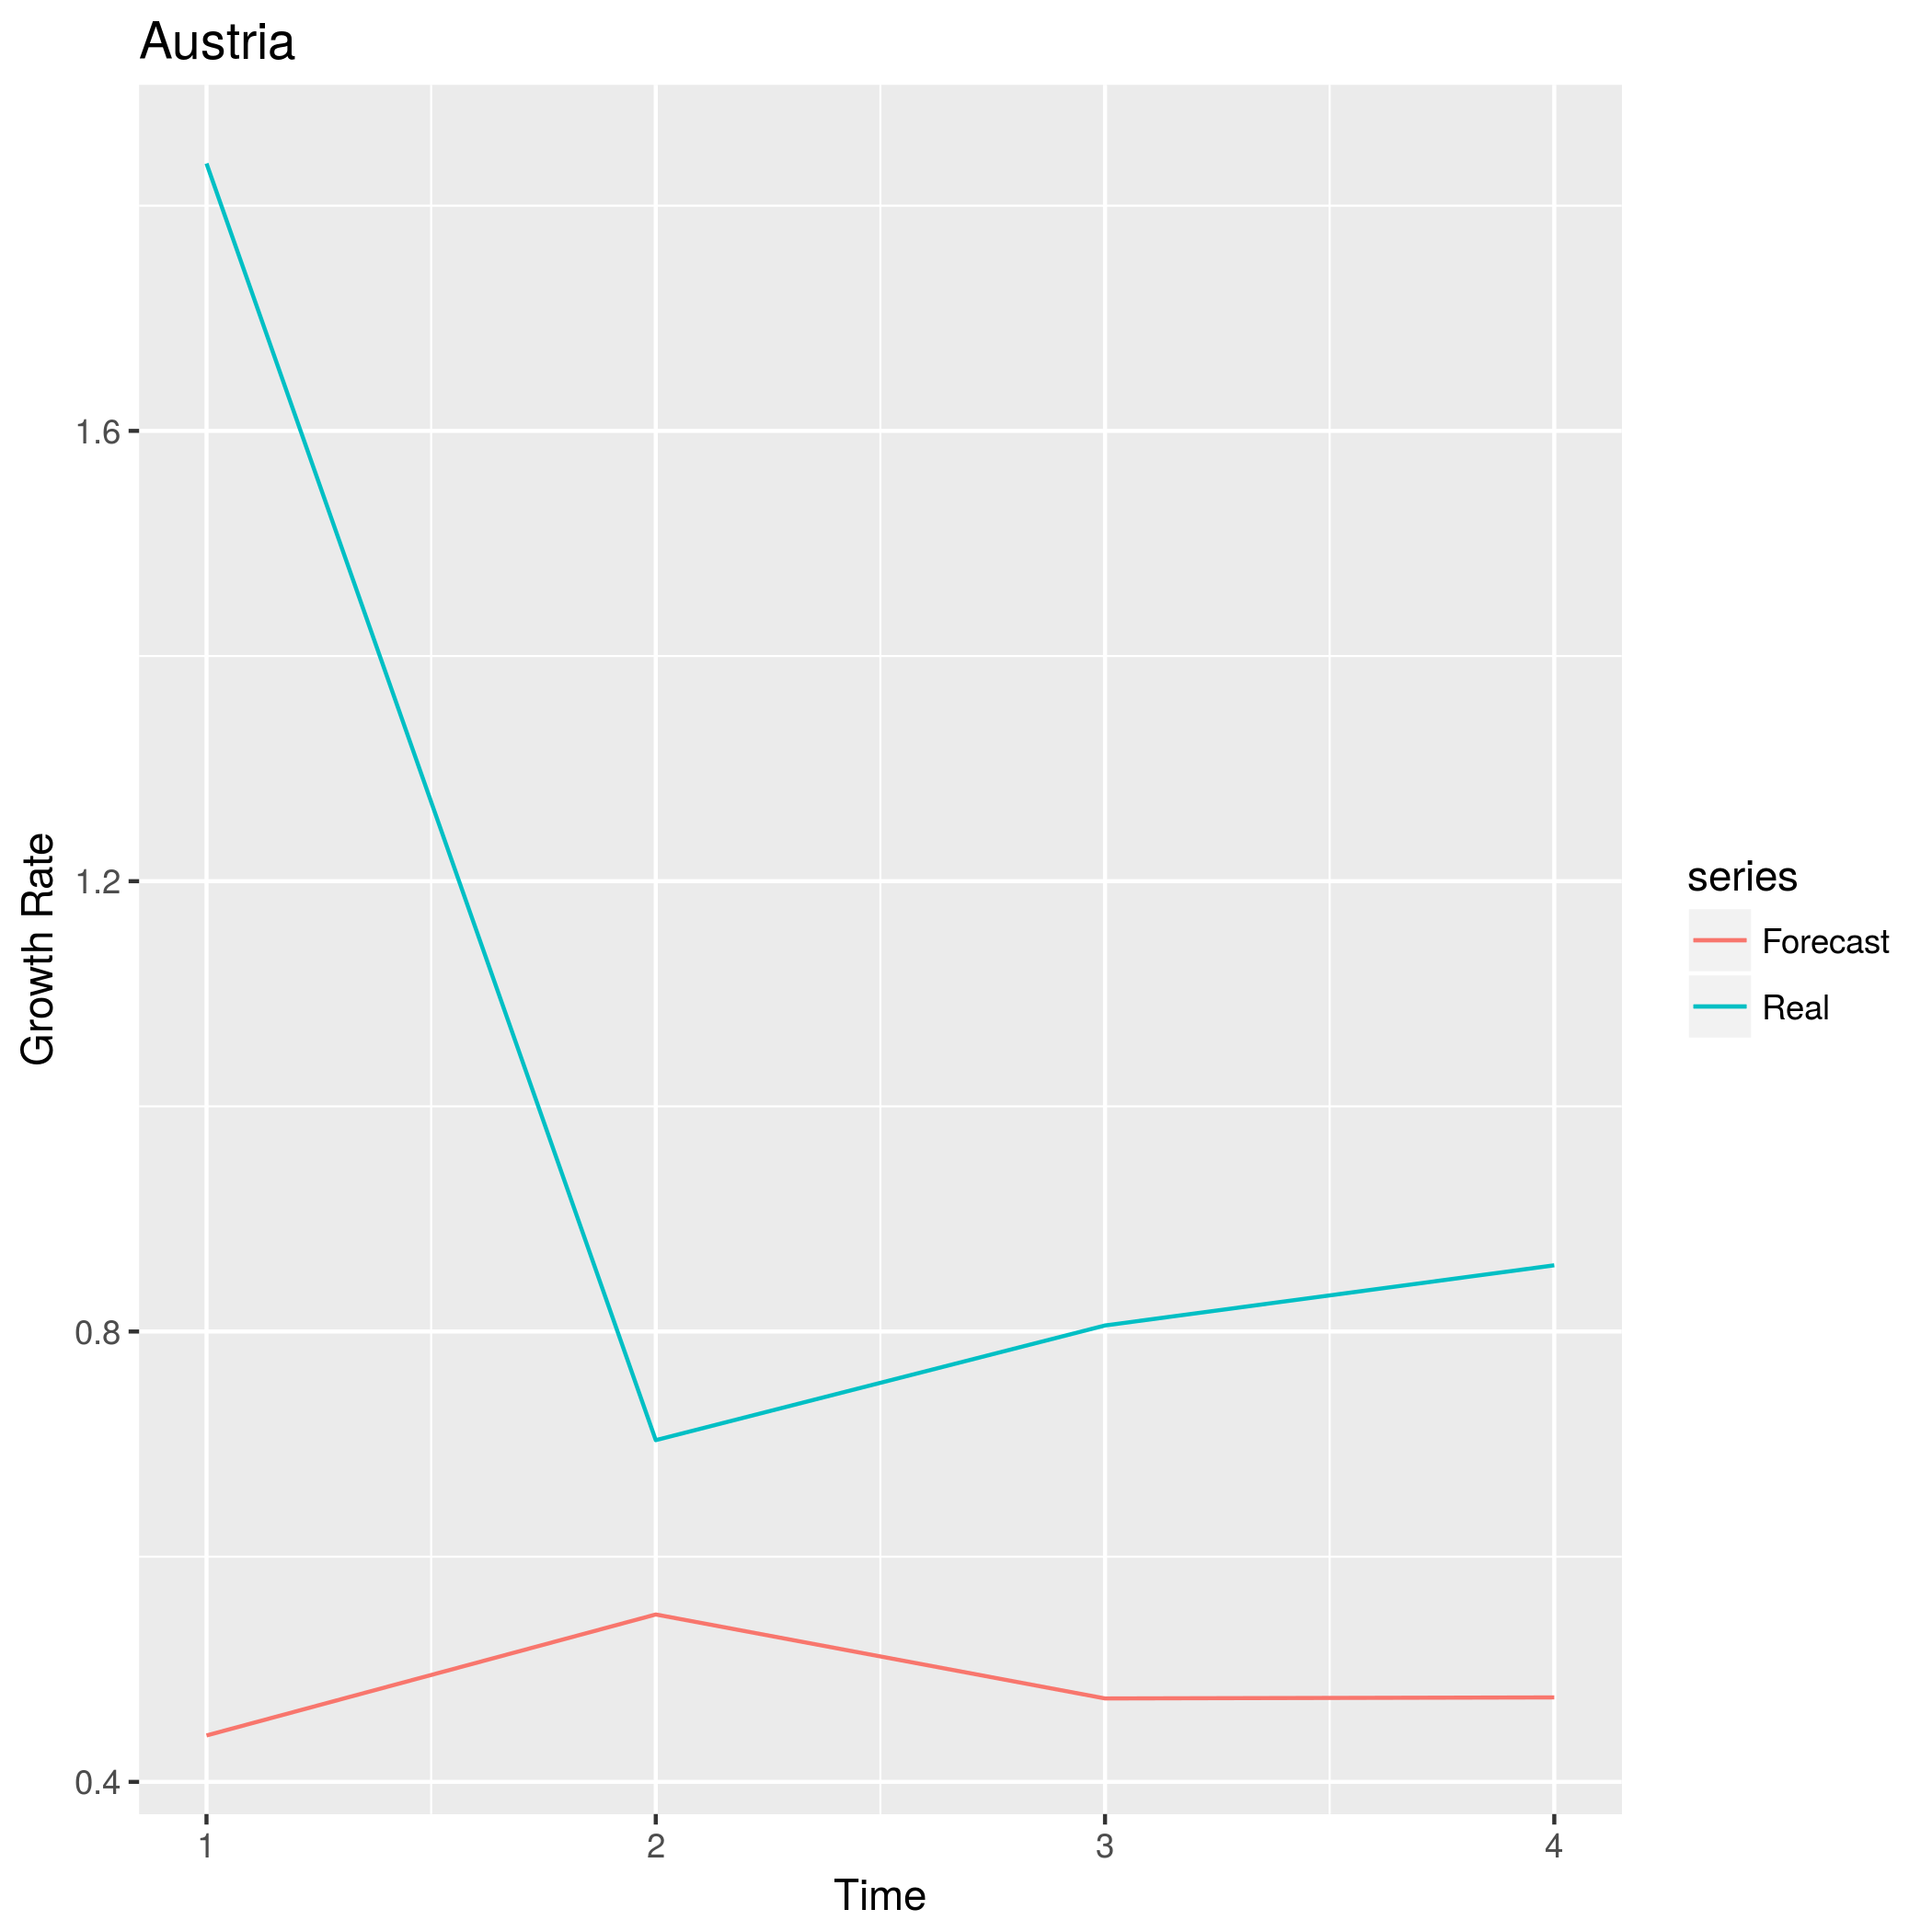 Austria
Growth Rate
1.6
1.2
0.8
0.4
1 2 3 4
Time
series
Forecast
Real